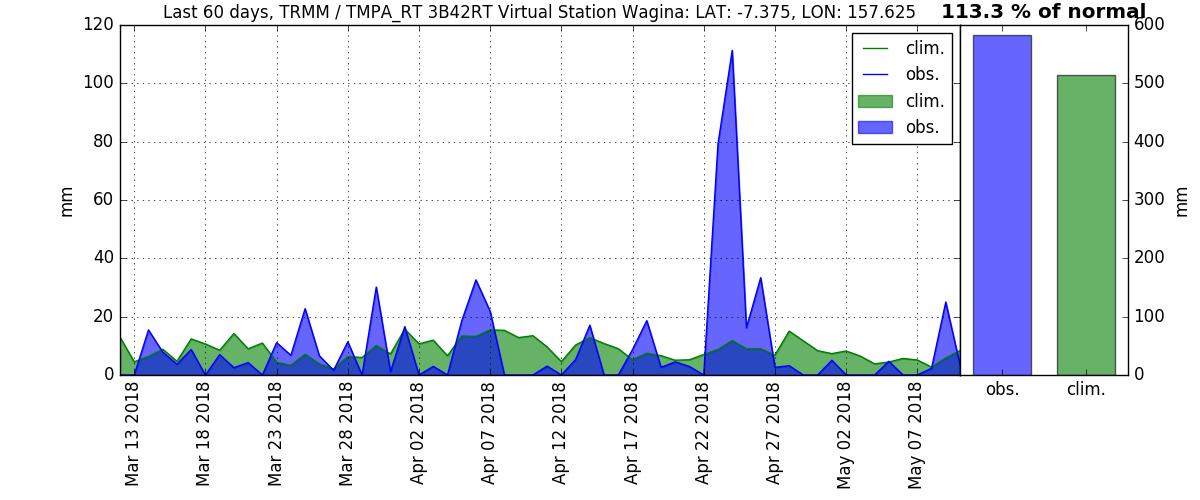 Last 60 days, TRMM / TMPA_RT 3B42RT Virtual Station Wagina: LAT: -7.375, LON: 157.625
113.3 % of normal
120
100
80
60
40
20
0
mm
clim.
obs.
clim.
obs.
600
500
400
300
200
100
0
mm
obs.
clim.
Mar 13 2018
Mar 18 2018
Mar 23 2018
Mar 28 2018
Apr 02 2018
Apr 07 2018
Apr 12 2018
Apr 17 2018
Apr 22 2018
Apr 27 2018
May 02 2018
May 07 2018